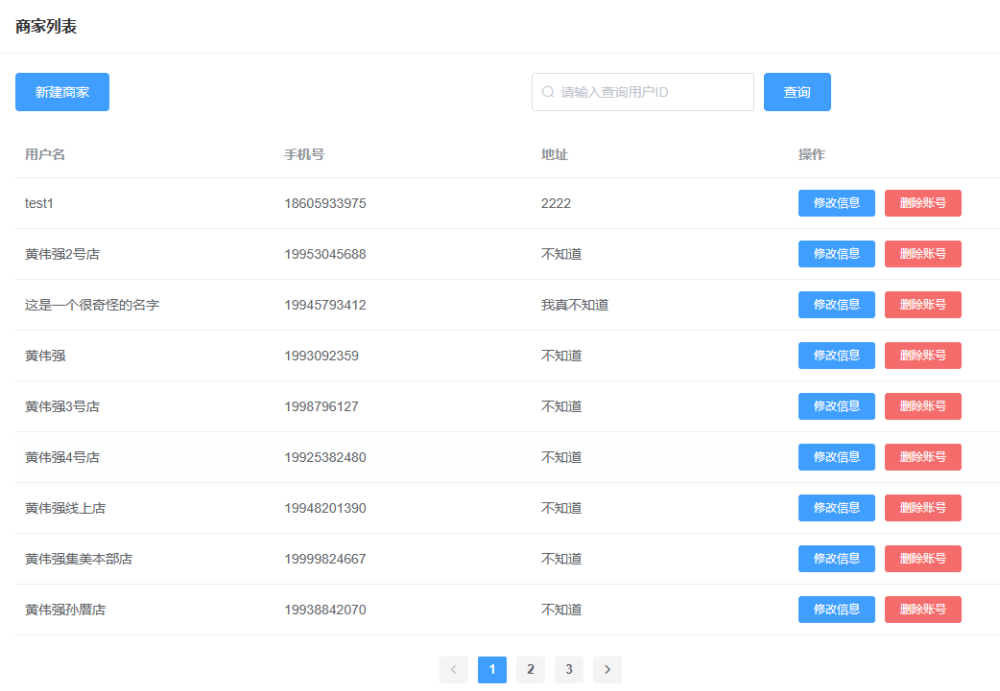 商家列表
新建商家 请输入查询用户ID 查询
用户名 手机号 地址 操作
test1 18605933975 2222 修改信息 删除账号
黄伟强2号店 19953045688 不知道 修改信息 删除账号
这是一个很奇怪的名字 19945793412 我真不知道 修改信息 删除账号
黄伟强 1993092359 不知道 修改信息 删除账号
黄伟强3号店 1998796127 不知道 修改信息 删除账号
黄伟强4号店 19925382480 不知道 修改信息 删除账号
黄伟强线上店 19948201390 不知道 修改信息 删除账号
黄伟强集美本部店 19999824667 不知道 修改信息 删除账号
黄伟强孙厝店 19938842070 不知道 修改信息 删除账号
1 2 3